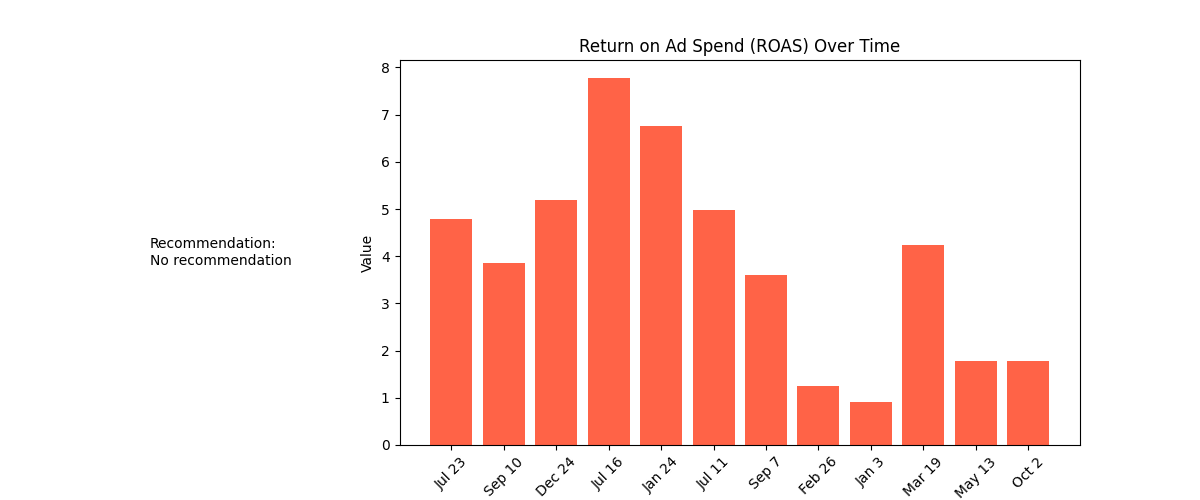 Return on Ad Spend (ROAS) Over Time
8
7
6
5
4
3
2
1
0
Value
Recommendation:
No recommendation
Jul 23
Sep 10
Dec 24
Jul 16
Jan 24
Jul 11
Sep 7
Feb 26
Jan 3
Mar 19
May 13
Oct 2